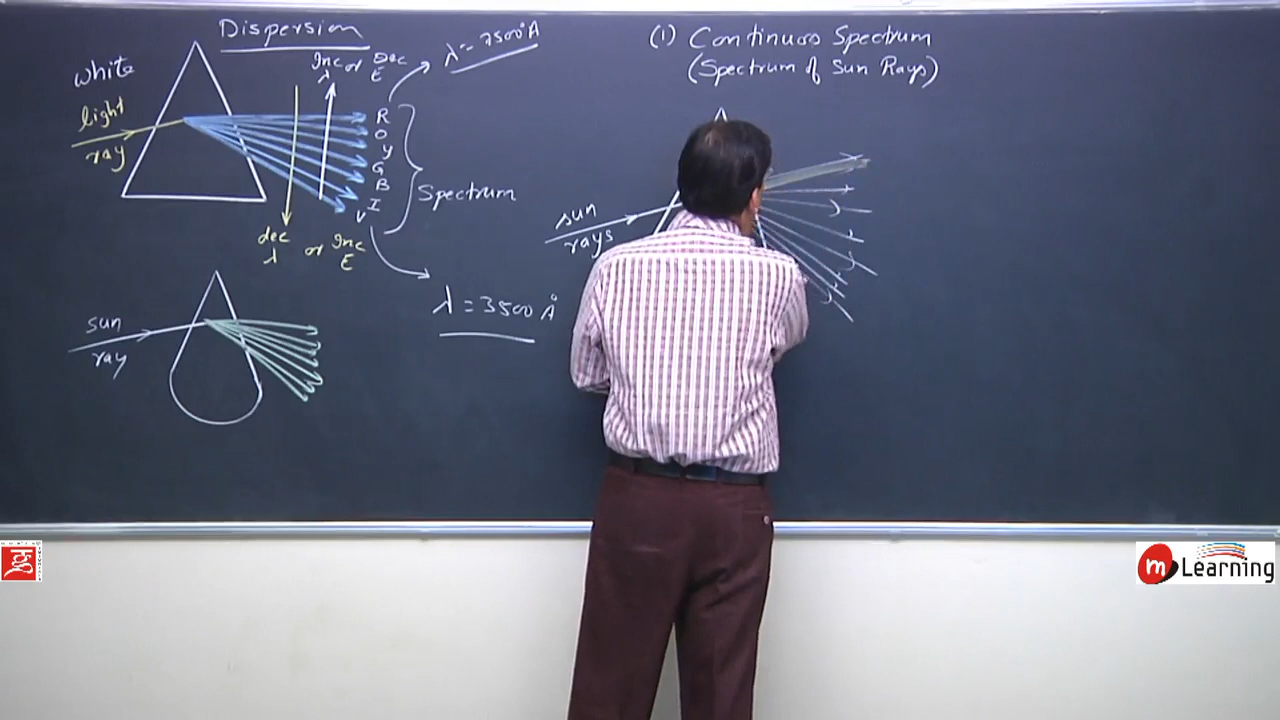 Dispersion
white
light
ray
Inc or Dec
λ E
λ = 7500°A
R
O
Y
G
B
I
V
Spectrum
dec or Inc
λ E
λ = 3500 A°
sun
ray
(1) Continuos Spectrum
(Spectrum of Sun Rays)
sun
rays
m Learning